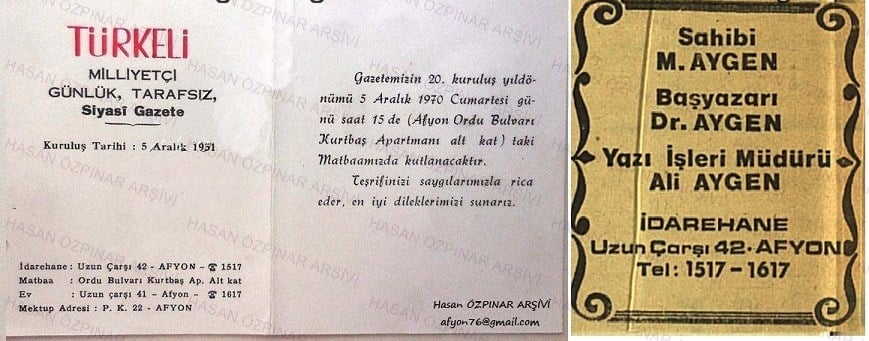 TÜRKELİ
MİLLİYETÇİ
GÜNLÜK, TARAFSIZ,
Siyasî Gazete
Kuruluş Tarihi : 5 Aralık 1951
İdarehane : Uzun Çarşı 42 - AFYON - ☎ 1517
Matbaa : Ordu Bulvarı Kurtbaş Ap. Alt kat
Ev : Uzun çarşı 41 - Afyon - ☎ 1617
Mektup Adresi : P. K. 22 - AFYON
Gazetemizin 20. kuruluş yıldö-
nümü 5 Aralık 1970 Cumartesi gü-
nü saat 15 de (Afyon Ordu Bulvarı
Kurtbaş Apartmanı alt kat) taki
Matbaamızda kutlanacaktır.
Teşrifinizi saygılarımızla rica
eder, en iyi dileklerimizi sunarız.
Hasan ÖZPINAR ARŞİVİ
afyon76@gmail.com
Sahibi
M. AYGEN
Başyazarı
Dr. AYGEN
Yazı İşleri Müdürü
Ali AYGEN
İDAREHANE
Uzun Çarşı 42 - AFYON
Tel : 1517 - 1617
HASAN ÖZPINAR ARŞİVİ